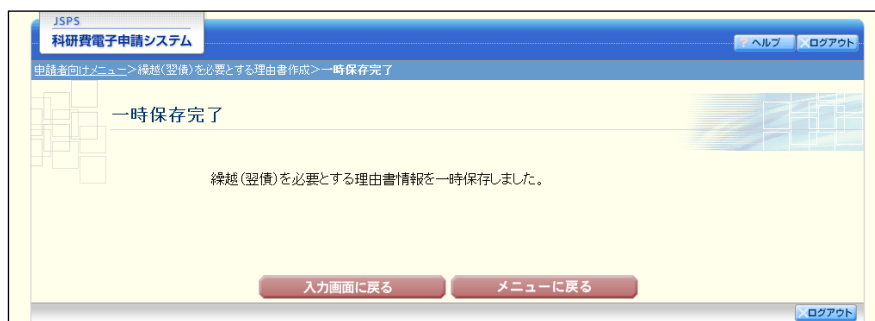 JSPS
科研費電子申請システム
? ヘルプ
ログアウト
申請者向けメニュー>繰越(翌債)を必要とする理由書作成>一時保存完了
一時保存完了
繰越(翌債)を必要とする理由書情報を一時保存しました。
入力画面に戻る
メニューに戻る
ログアウト